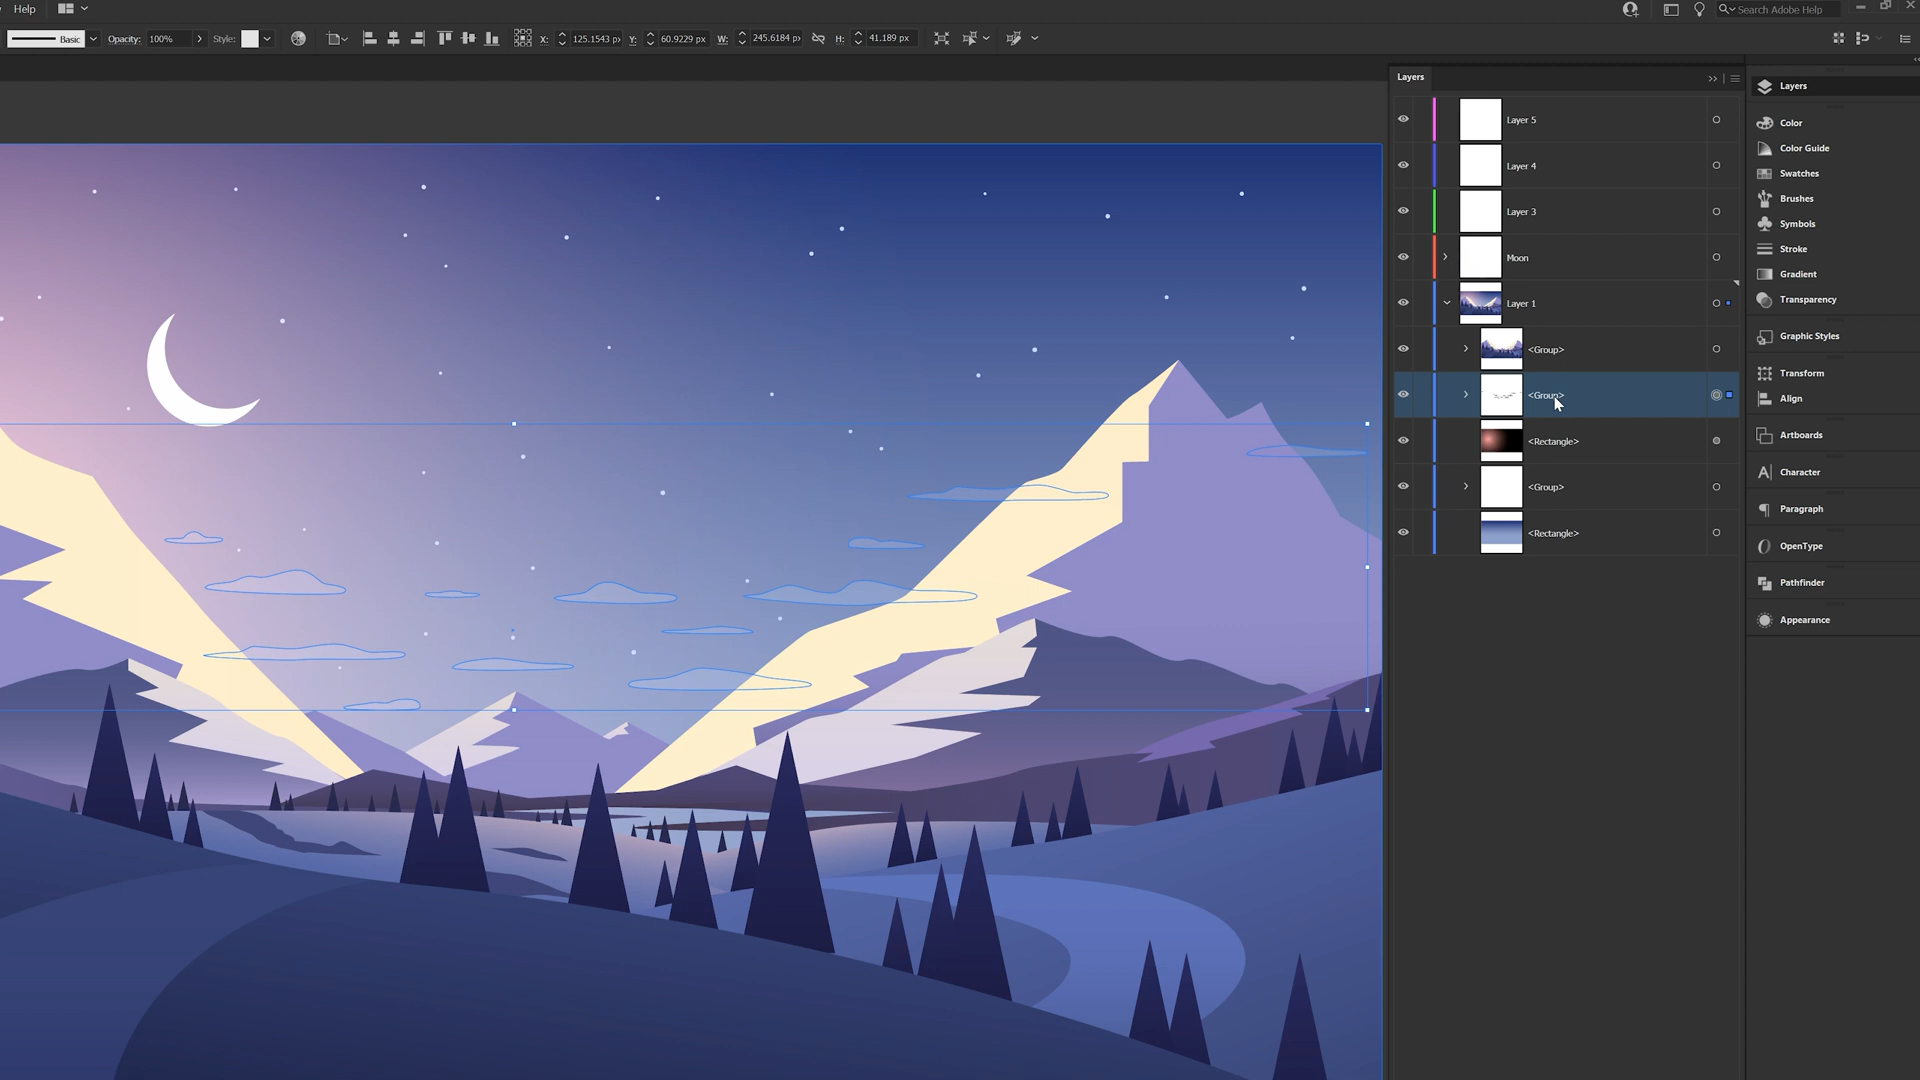 Help
Search Adobe Help
Basic Opacity: 100% Style: X: 125.1543 px Y: 60.9229 px W: 245.6184 px H: 41.189 px
Layers
Layer 5
Layer 4
Layer 3
Moon
Layer 1
<Group>
<Group>
<Rectangle>
<Group>
<Rectangle>
Layers
Color
Color Guide
Swatches
Brushes
Symbols
Stroke
Gradient
Transparency
Graphic Styles
Transform
Align
Artboards
Character
Paragraph
OpenType
Pathfinder
Appearance